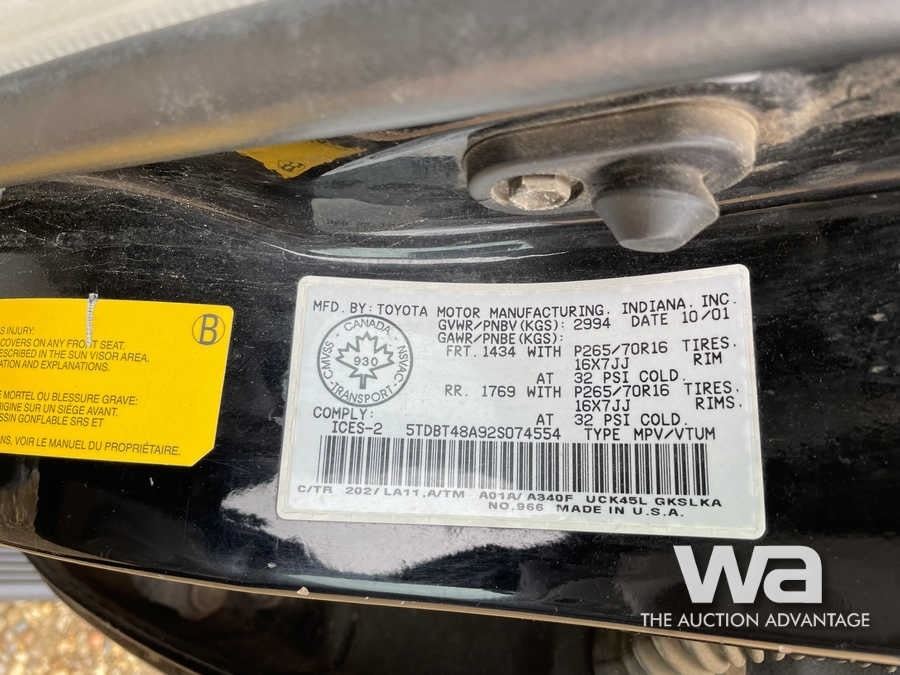 S INJURY:
COVERS ON ANY FRONT SEAT.
ESCRIBED IN THE SUN VISOR AREA.
ATION AND EXPLANATIONS.
B
MORTEL OU BLESSURE GRAVE:
ORIGINE SUR UN SIÈGE AVANT.
SSIN GONFLABLE SRS ET
NS, VOIR LE MANUEL DU PROPRIÉTAIRE.
MFD. BY: TOYOTA MOTOR MANUFACTURING, INDIANA, INC.
GVWR/PNBV(KGS): 2994 DATE 10/01
GAWR/PNBE(KGS):
FRT. 1434 WITH P265/70R16 TIRES.
16X7JJ RIM
AT 32 PSI COLD.
RR. 1769 WITH P265/70R16 TIRES.
16X7JJ RIMS.
AT 32 PSI COLD.
CANADA
CMVSS 930 NSVAC
TRANSPORT
COMPLY:
ICES-2 5TDBT48A92S074554 TYPE MPV/VTUM
C/TR 202/LA11,A/TM A01A/A340F UCK45L GKSLKA
NO.966 MADE IN U.S.A.
wa
THE AUCTION ADVANTAGE